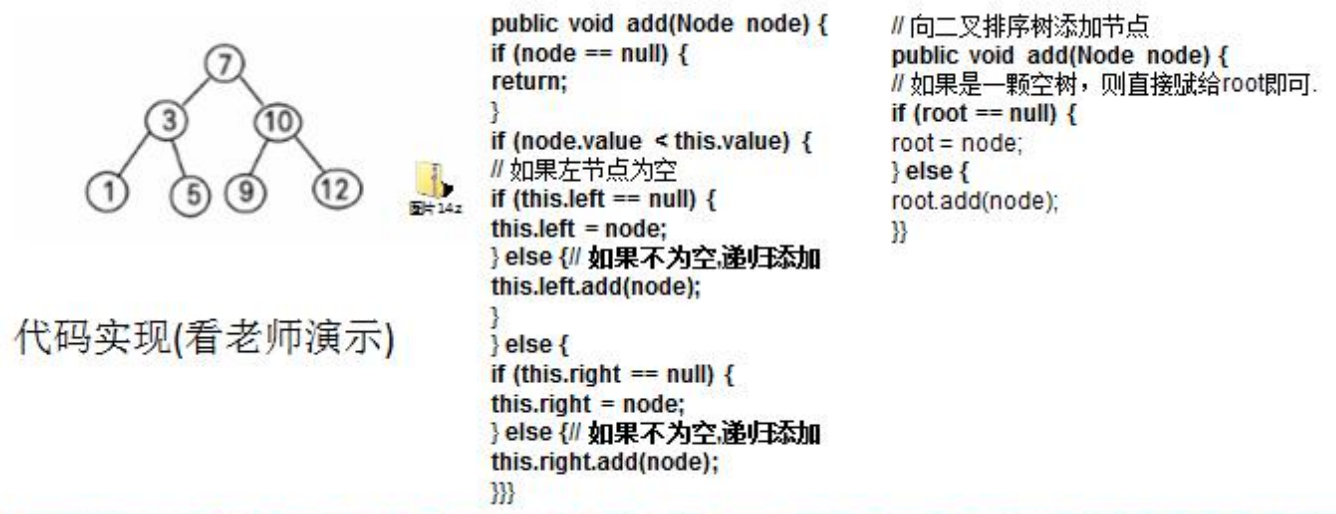 7
3
10
1
5
9
12
图片14.z
代码实现(看老师演示)
public void add(Node node) {
if (node == null) {
return;
}
if (node.value < this.value) {
// 如果左节点为空
if (this.left == null) {
this.left = node;
} else {// 如果不为空,递归添加
this.left.add(node);
}
} else {
if (this.right == null) {
this.right = node;
} else {// 如果不为空,递归添加
this.right.add(node);
}}}
// 向二叉排序树添加节点
public void add(Node node) {
// 如果是一颗空树，则直接赋给root即可.
if (root == null) {
root = node;
} else {
root.add(node);
}}